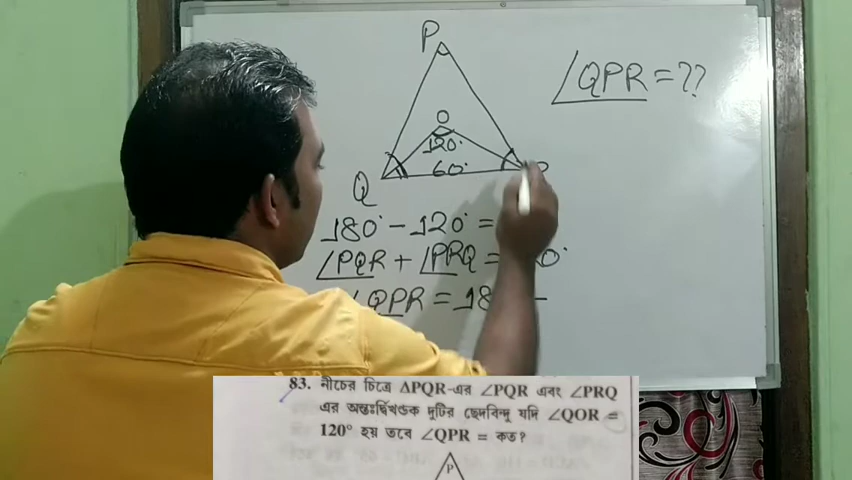 P
∠QPR = ??
O
120°
60°
Q
180° - 120° =
∠PQR + ∠PRQ =
∠QPR = 18
83. নীচের চিত্রে ΔPQR-এর ∠PQR এবং ∠PRQ
এর অন্তঃর্দ্বিখণ্ডক দুটির ছেদবিন্দু যদি ∠QOR =
120° হয় তবে ∠QPR = কত?
P